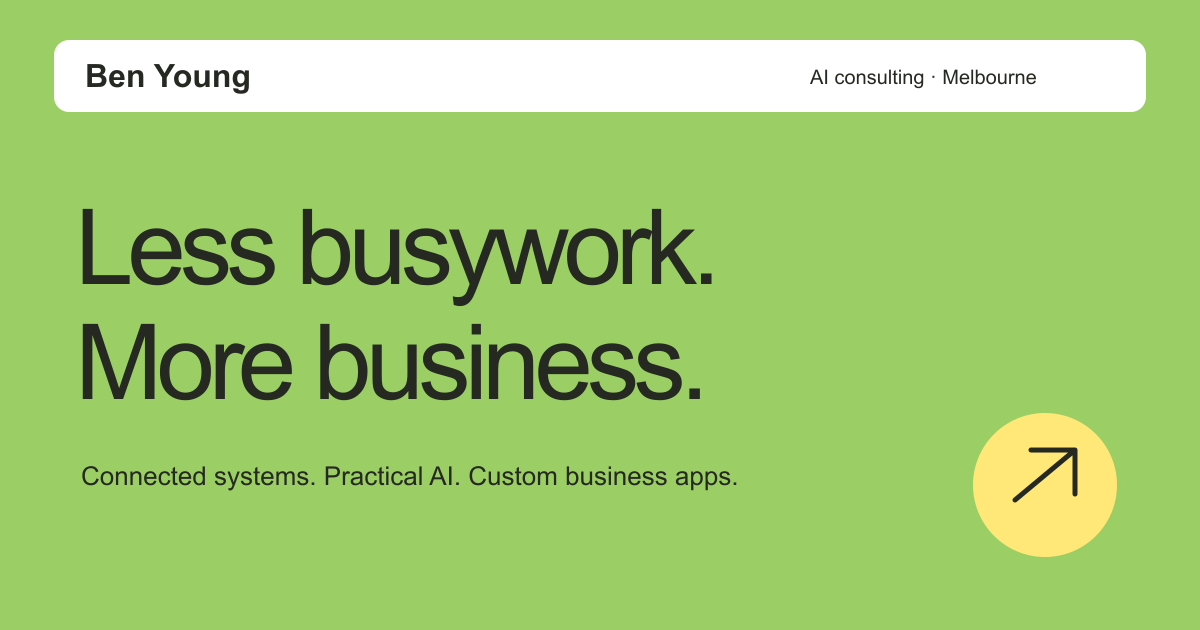 Ben Young
AI consulting · Melbourne
Less busywork.
More business.
Connected systems. Practical AI. Custom business apps.